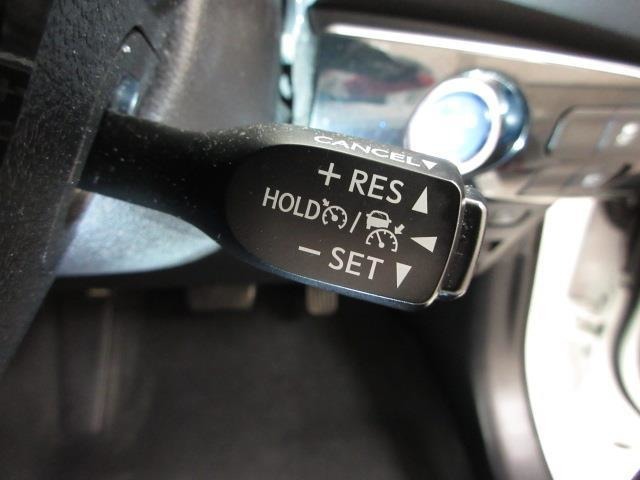 CANCEL▼
+ RES ▲
HOLD /
− SET ▼